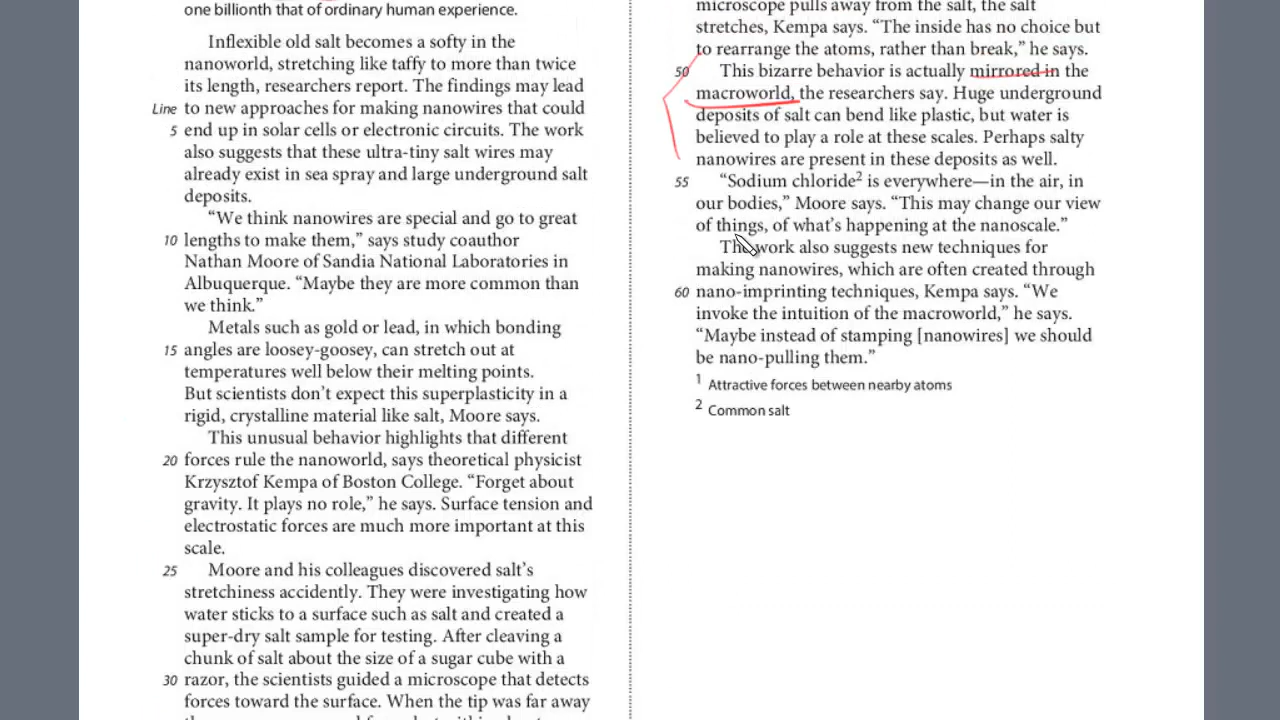 one billionth that of ordinary human experience.
Inflexible old salt becomes a softy in the
nanoworld, stretching like taffy to more than twice
its length, researchers report. The findings may lead
Line to new approaches for making nanowires that could
5 end up in solar cells or electronic circuits. The work
also suggests that these ultra-tiny salt wires may
already exist in sea spray and large underground salt
deposits.
“We think nanowires are special and go to great
10 lengths to make them,” says study coauthor
Nathan Moore of Sandia National Laboratories in
Albuquerque. “Maybe they are more common than
we think.”
Metals such as gold or lead, in which bonding
15 angles are loosey-goosey, can stretch out at
temperatures well below their melting points.
But scientists don’t expect this superplasticity in a
rigid, crystalline material like salt, Moore says.
This unusual behavior highlights that different
20 forces rule the nanoworld, says theoretical physicist
Krzysztof Kempa of Boston College. “Forget about
gravity. It plays no role,” he says. Surface tension and
electrostatic forces are much more important at this
scale.
25 Moore and his colleagues discovered salt’s
stretchiness accidently. They were investigating how
water sticks to a surface such as salt and created a
super-dry salt sample for testing. After cleaving a
chunk of salt about the size of a sugar cube with a
30 razor, the scientists guided a microscope that detects
forces toward the surface. When the tip was far away
microscope pulls away from the salt, the salt
stretches, Kempa says. “The inside has no choice but
to rearrange the atoms, rather than break,” he says.
50 This bizarre behavior is actually mirrored in the
macroworld, the researchers say. Huge underground
deposits of salt can bend like plastic, but water is
believed to play a role at these scales. Perhaps salty
nanowires are present in these deposits as well.
55 “Sodium chloride2 is everywhere—in the air, in
our bodies,” Moore says. “This may change our view
of things, of what’s happening at the nanoscale.”
The work also suggests new techniques for
making nanowires, which are often created through
60 nano-imprinting techniques, Kempa says. “We
invoke the intuition of the macroworld,” he says.
“Maybe instead of stamping [nanowires] we should
be nano-pulling them.”
1 Attractive forces between nearby atoms
2 Common salt